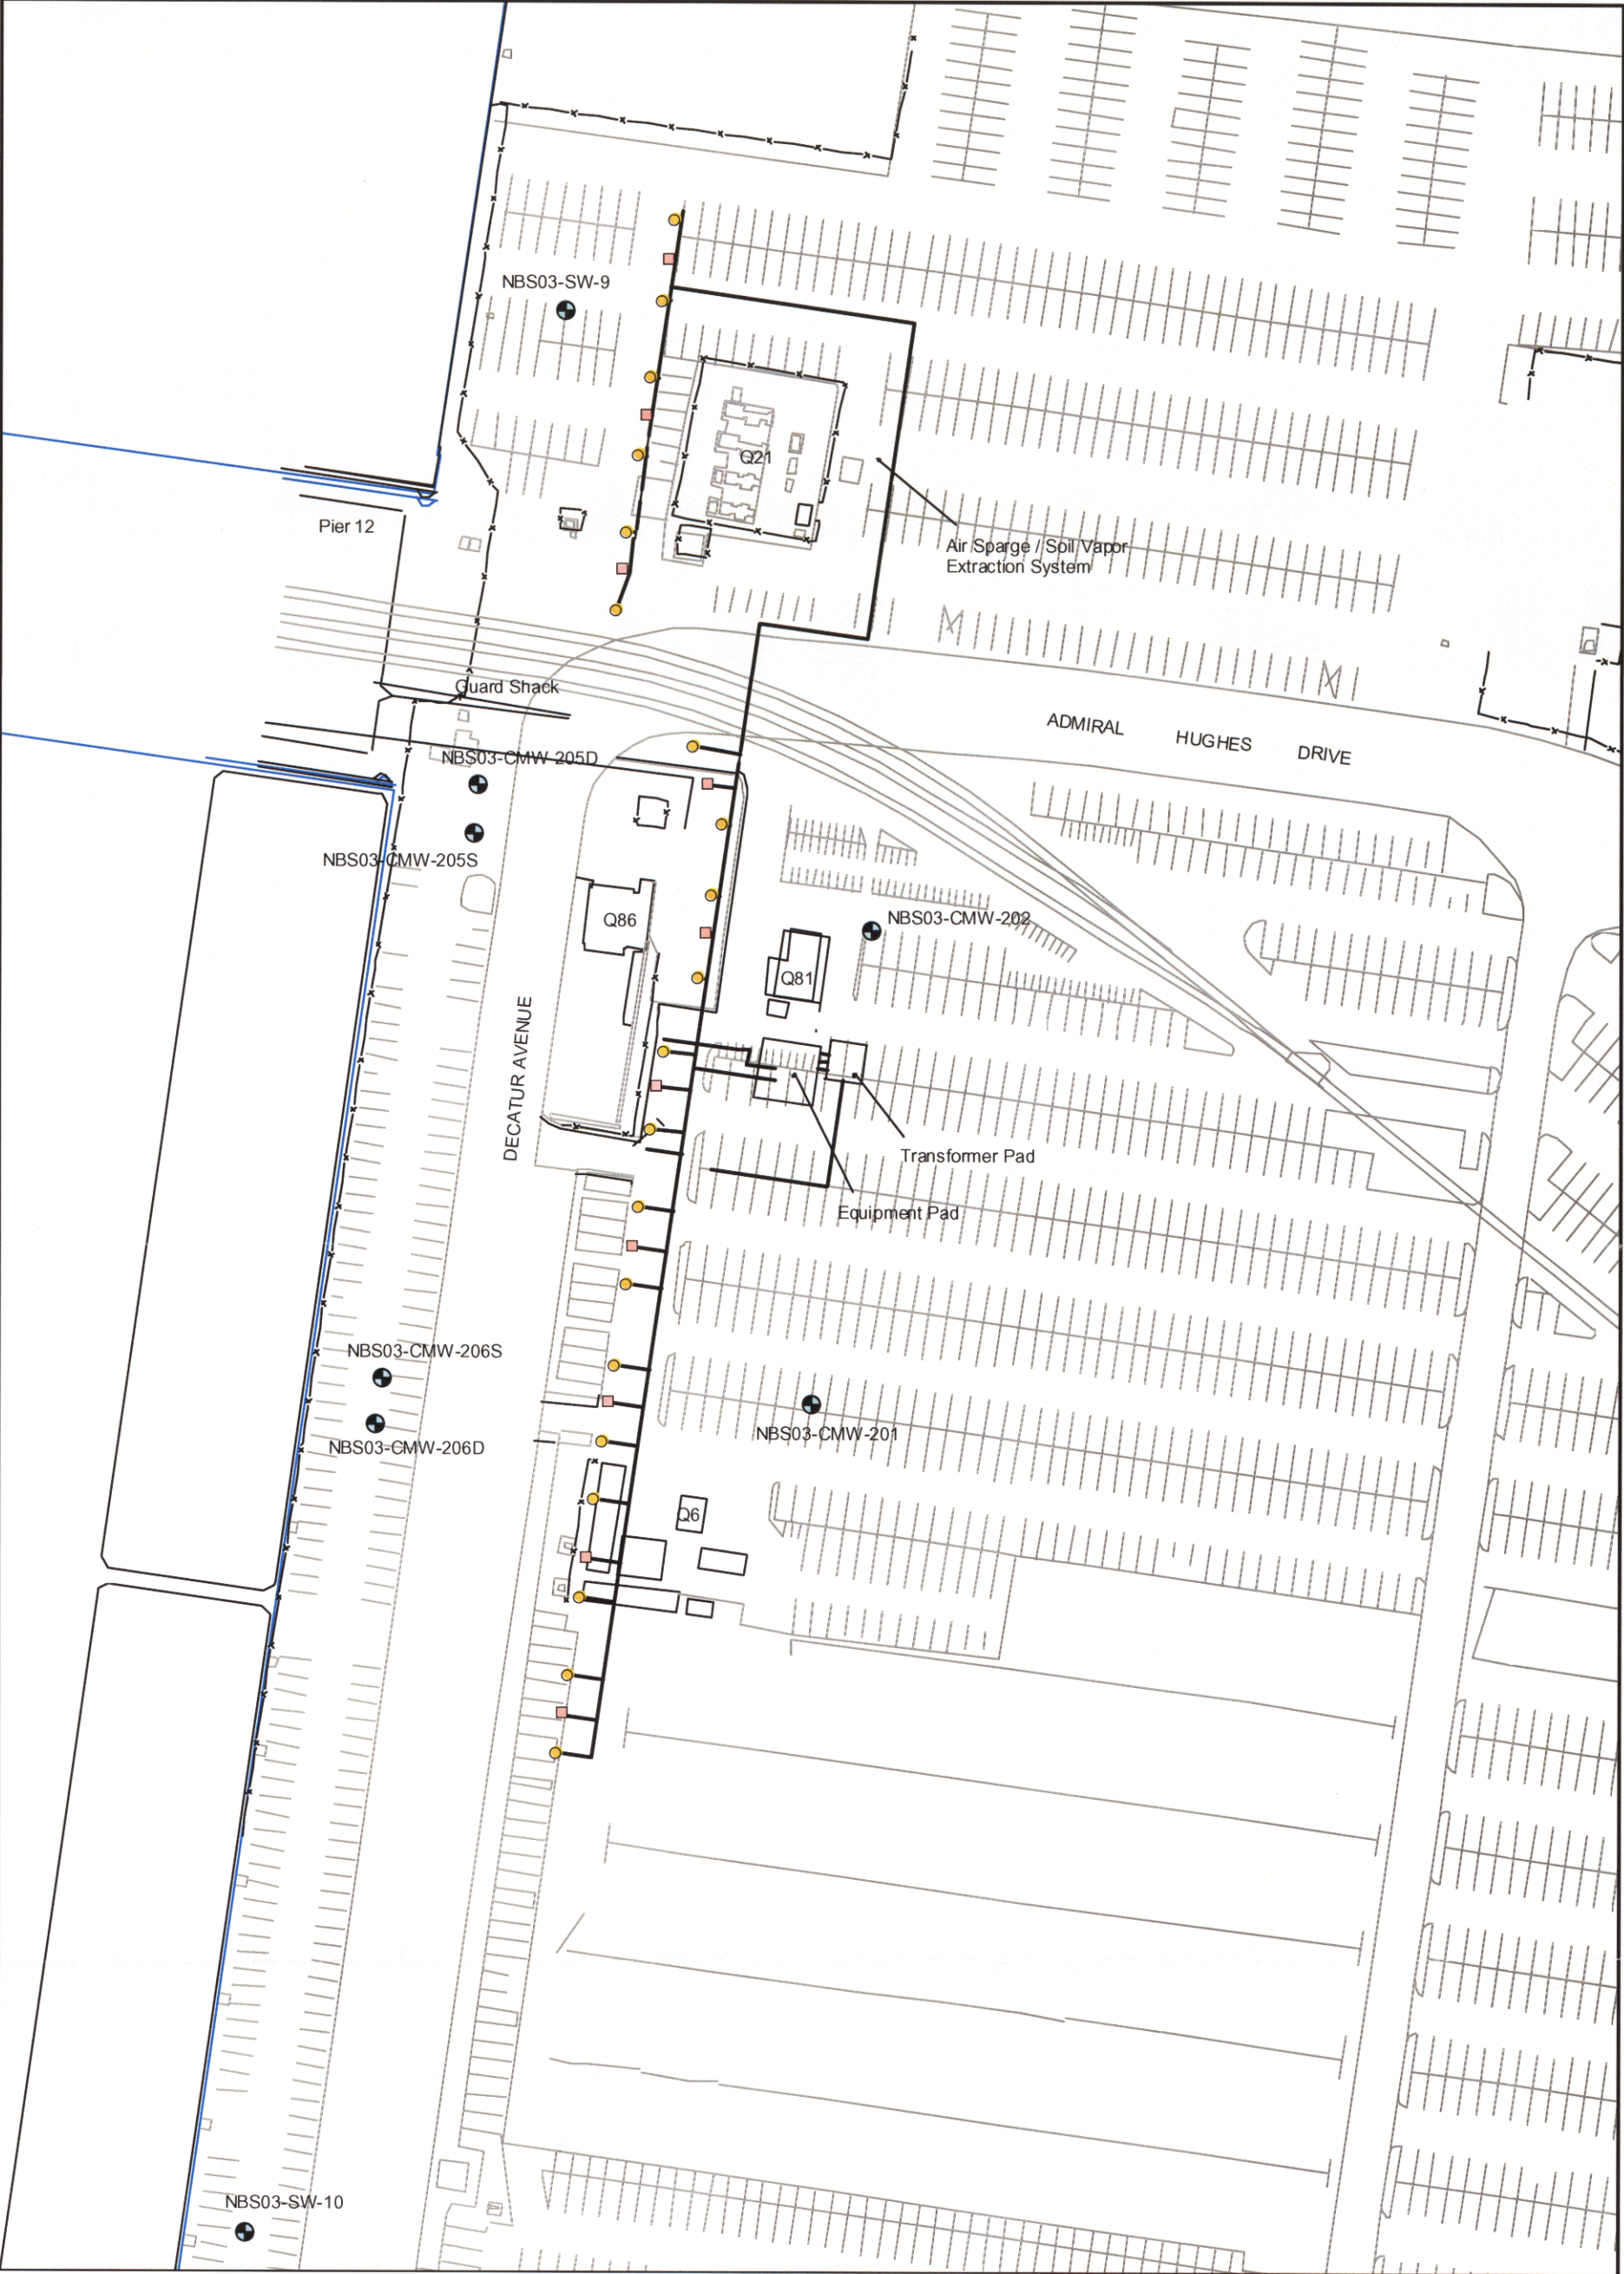 NBS03-SW-9
Q21
Pier 12
Air Sparge / Soil Vapor
Extraction System
Guard Shack
ADMIRAL HUGHES DRIVE
NBS03-CMW-205D
NBS03-CMW-205S
Q86
NBS03-CMW-202
Q81
DECATUR AVENUE
Transformer Pad
Equipment Pad
NBS03-CMW-206S
NBS03-CMW-201
NBS03-CMW-206D
Q6
NBS03-SW-10